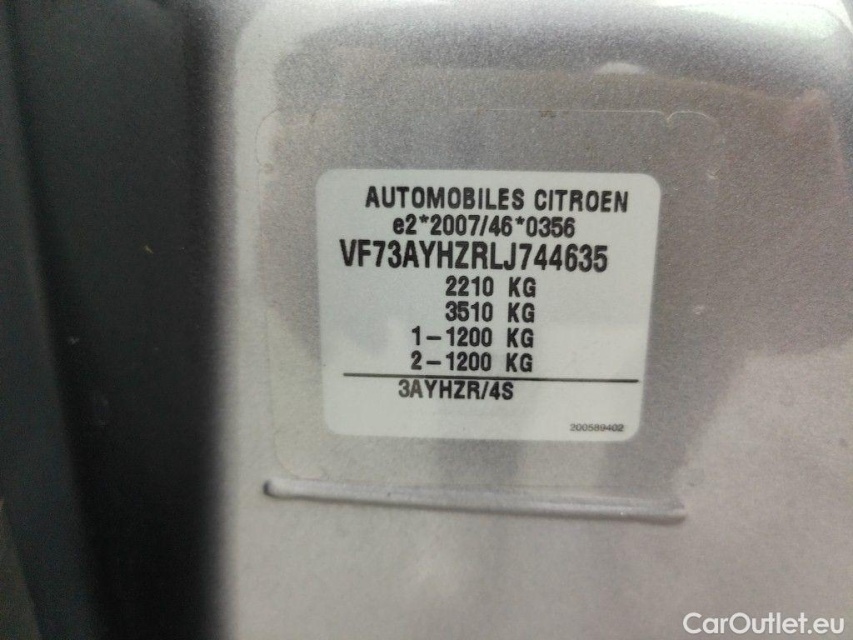 AUTOMOBILES CITROEN
e2*2007/46*0356
VF73AYHZRLJ744635
2210 KG
3510 KG
1-1200 KG
2-1200 KG
3AYHZR/4S
200589402
CarOutlet.eu